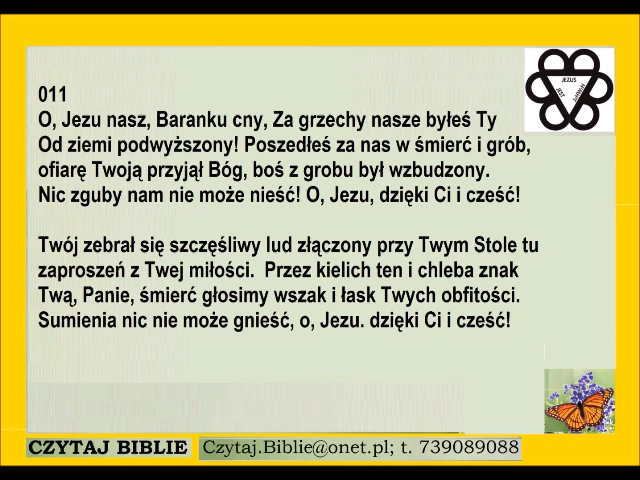 011
O, Jezu nasz, Baranku cny, Za grzechy nasze byłeś Ty
Od ziemi podwyższony! Poszedłeś za nas w śmierć i grób,
ofiarę Twoją przyjął Bóg, boś z grobu był wzbudzony.
Nic zguby nam nie może nieść! O, Jezu, dzięki Ci i cześć!
Twój zebrał się szczęśliwy lud złączony przy Twym Stole tu
zaproszeń z Twej miłości. Przez kielich ten i chleba znak
Twą, Panie, śmierć głosimy wszak i łask Twych obfitości.
Sumienia nic nie może gnieść, o, Jezu. dzięki Ci i cześć!
JEZUS
JEST
CZYTAJ BIBLIE
Czytaj.Biblie@onet.pl; t. 739089088